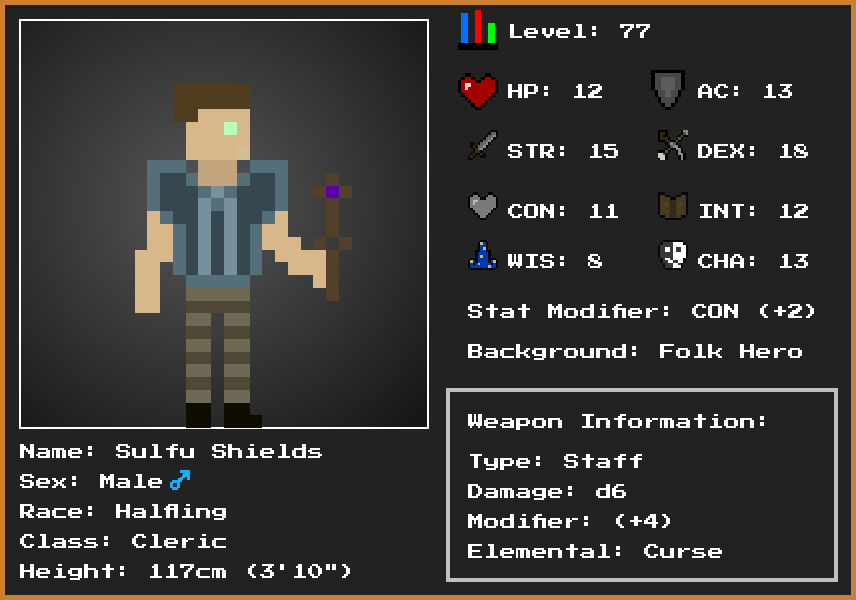 Level: 77
HP: 12
AC: 13
STR: 15
DEX: 18
CON: 11
INT: 12
WIS: 8
CHA: 13
Stat Modifier: CON (+2)
Background: Folk Hero
Weapon Information:
Type: Staff
Damage: d6
Modifier: (+4)
Elemental: Curse
Name: Sulfu Shields
Sex: Male♂
Race: Halfling
Class: Cleric
Height: 117cm (3'10")